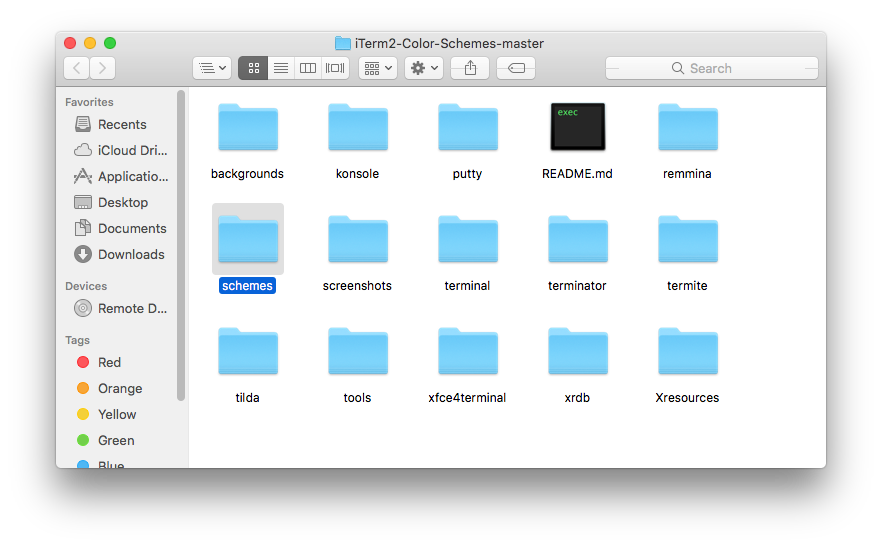 iTerm2-Color-Schemes-master
Search
Favorites
Recents
iCloud Dri...
Applicatio...
Desktop
Documents
Downloads
Devices
Remote D...
Tags
Red
Orange
Yellow
Green
Blue
exec
backgrounds konsole putty README.md remmina
schemes screenshots terminal terminator termite
tilda tools xfce4terminal xrdb Xresources